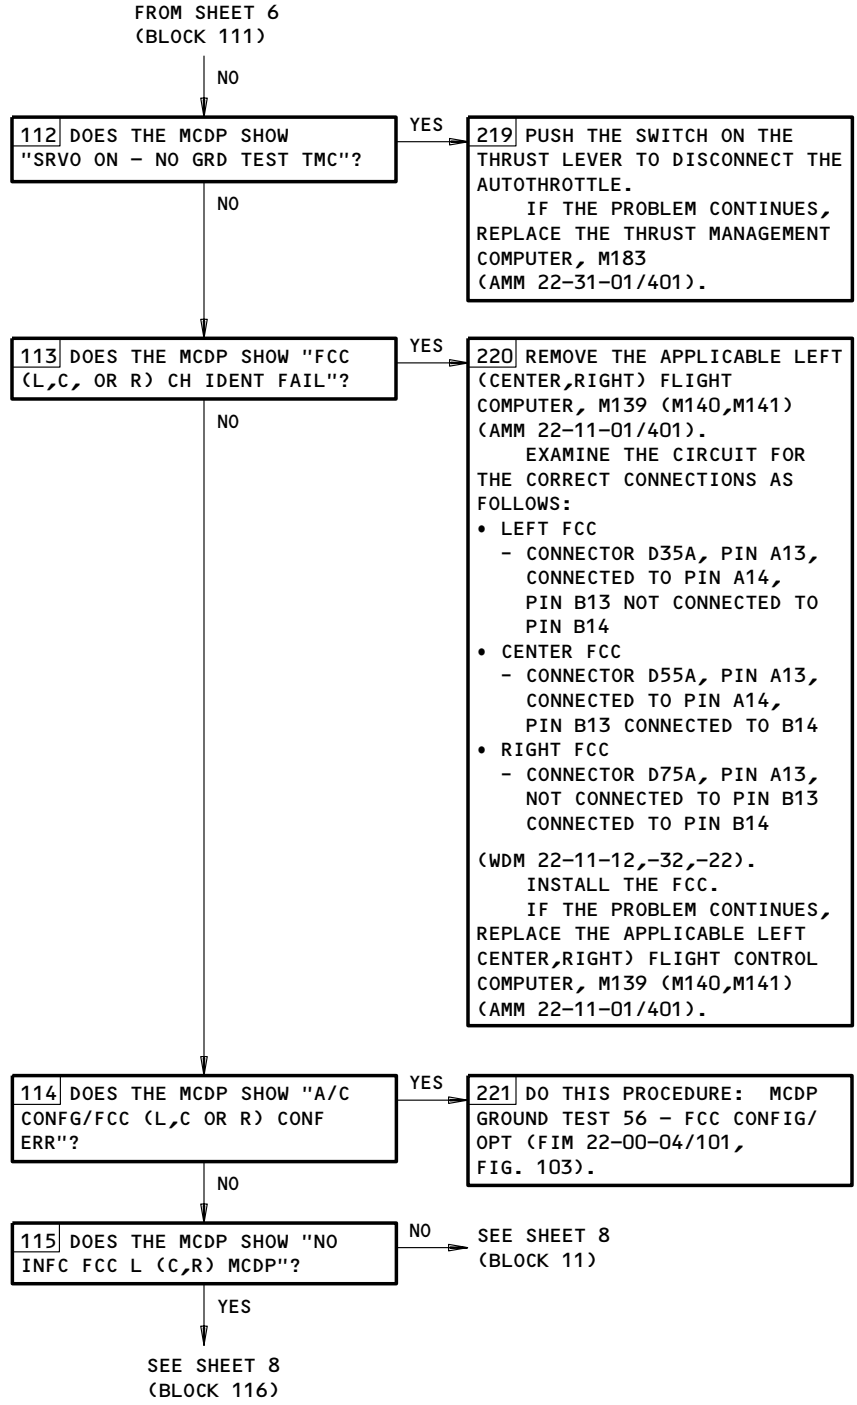 FROM SHEET 6
(BLOCK 111)
NO
112 DOES THE MCDP SHOW
"SRVO ON – NO GRD TEST TMC"?
YES
219 PUSH THE SWITCH ON THE
THRUST LEVER TO DISCONNECT THE
AUTOTHROTTLE.
IF THE PROBLEM CONTINUES,
REPLACE THE THRUST MANAGEMENT
COMPUTER, M183
(AMM 22–31–01/401).
NO
113 DOES THE MCDP SHOW "FCC
(L,C, OR R) CH IDENT FAIL"?
YES
220 REMOVE THE APPLICABLE LEFT
(CENTER,RIGHT) FLIGHT
COMPUTER, M139 (M140,M141)
(AMM 22–11–01/401).
EXAMINE THE CIRCUIT FOR
THE CORRECT CONNECTIONS AS
FOLLOWS:
• LEFT FCC
– CONNECTOR D35A, PIN A13,
CONNECTED TO PIN A14,
PIN B13 NOT CONNECTED TO
PIN B14
• CENTER FCC
– CONNECTOR D55A, PIN A13,
CONNECTED TO PIN A14,
PIN B13 CONNECTED TO B14
• RIGHT FCC
– CONNECTOR D75A, PIN A13,
NOT CONNECTED TO PIN B13
CONNECTED TO PIN B14
(WDM 22–11–12,–32,–22).
INSTALL THE FCC.
IF THE PROBLEM CONTINUES,
REPLACE THE APPLICABLE LEFT
CENTER,RIGHT) FLIGHT CONTROL
COMPUTER, M139 (M140,M141)
(AMM 22–11–01/401).
NO
114 DOES THE MCDP SHOW "A/C
CONFG/FCC (L,C OR R) CONF
ERR"?
YES
221 DO THIS PROCEDURE: MCDP
GROUND TEST 56 – FCC CONFIG/
OPT (FIM 22–00–04/101,
FIG. 103).
NO
115 DOES THE MCDP SHOW "NO
INFC FCC L (C,R) MCDP"?
NO
SEE SHEET 8
(BLOCK 11)
YES
SEE SHEET 8
(BLOCK 116)